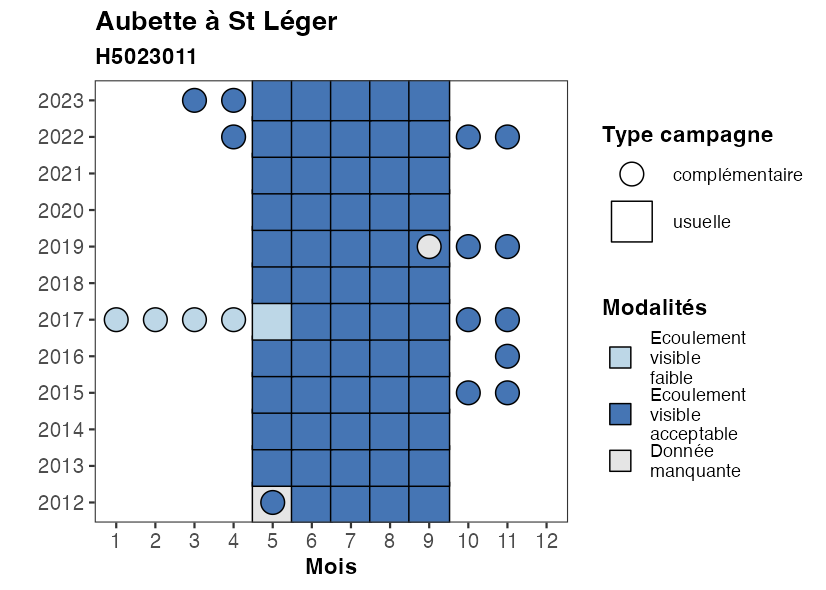 Aubette à St Léger
H5023011
2023
2022
2021
2020
2019
2018
2017
2016
2015
2014
2013
2012
1 2 3 4 5 6 7 8 9 10 11 12
Mois
Type campagne
complémentaire
usuelle
Modalités
Ecoulement
visible
faible
Ecoulement
visible
acceptable
Donnée
manquante